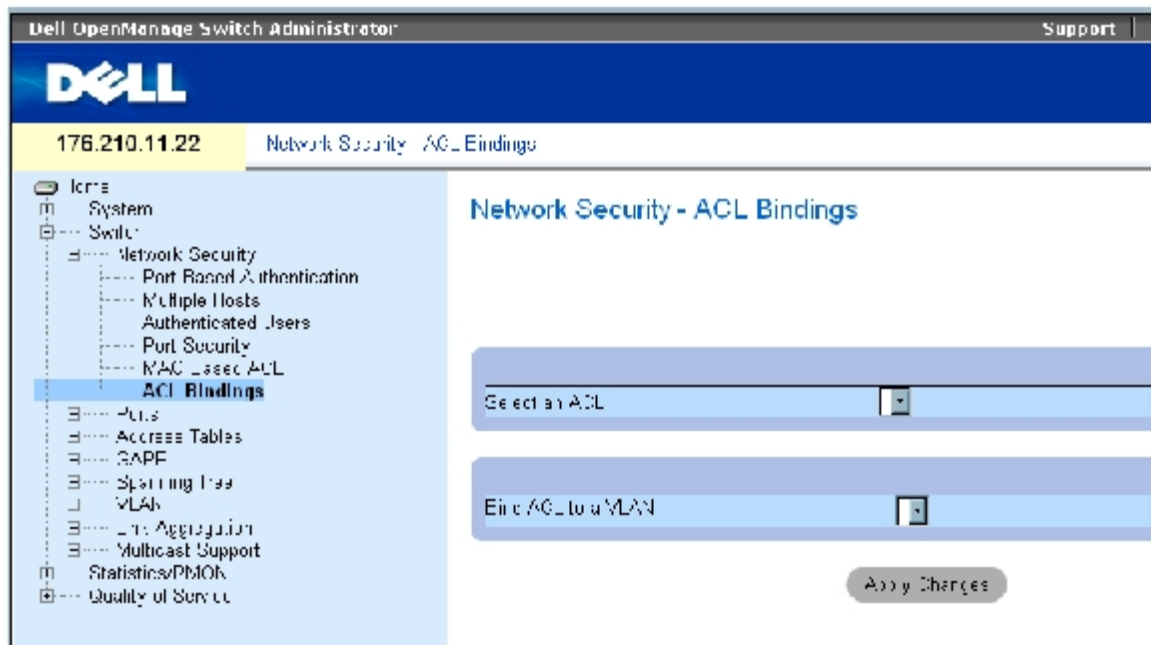 Dell OpenManage Switch Administrator
Support
DELL
176.210.11.22
Network Security - ACL Bindings
Home
System
Switch
Network Security
Port Based Authentication
Multiple Hosts
Authenticated Users
Port Security
MAC Based ACL
ACL Bindings
Ports
Address Tables
GARP
Spanning Tree
VLAN
Link Aggregation
Multicast Support
Statistics/RMON
Quality of Service
Network Security - ACL Bindings
Select an ACL
Bind ACL to a VLAN
Apply Changes